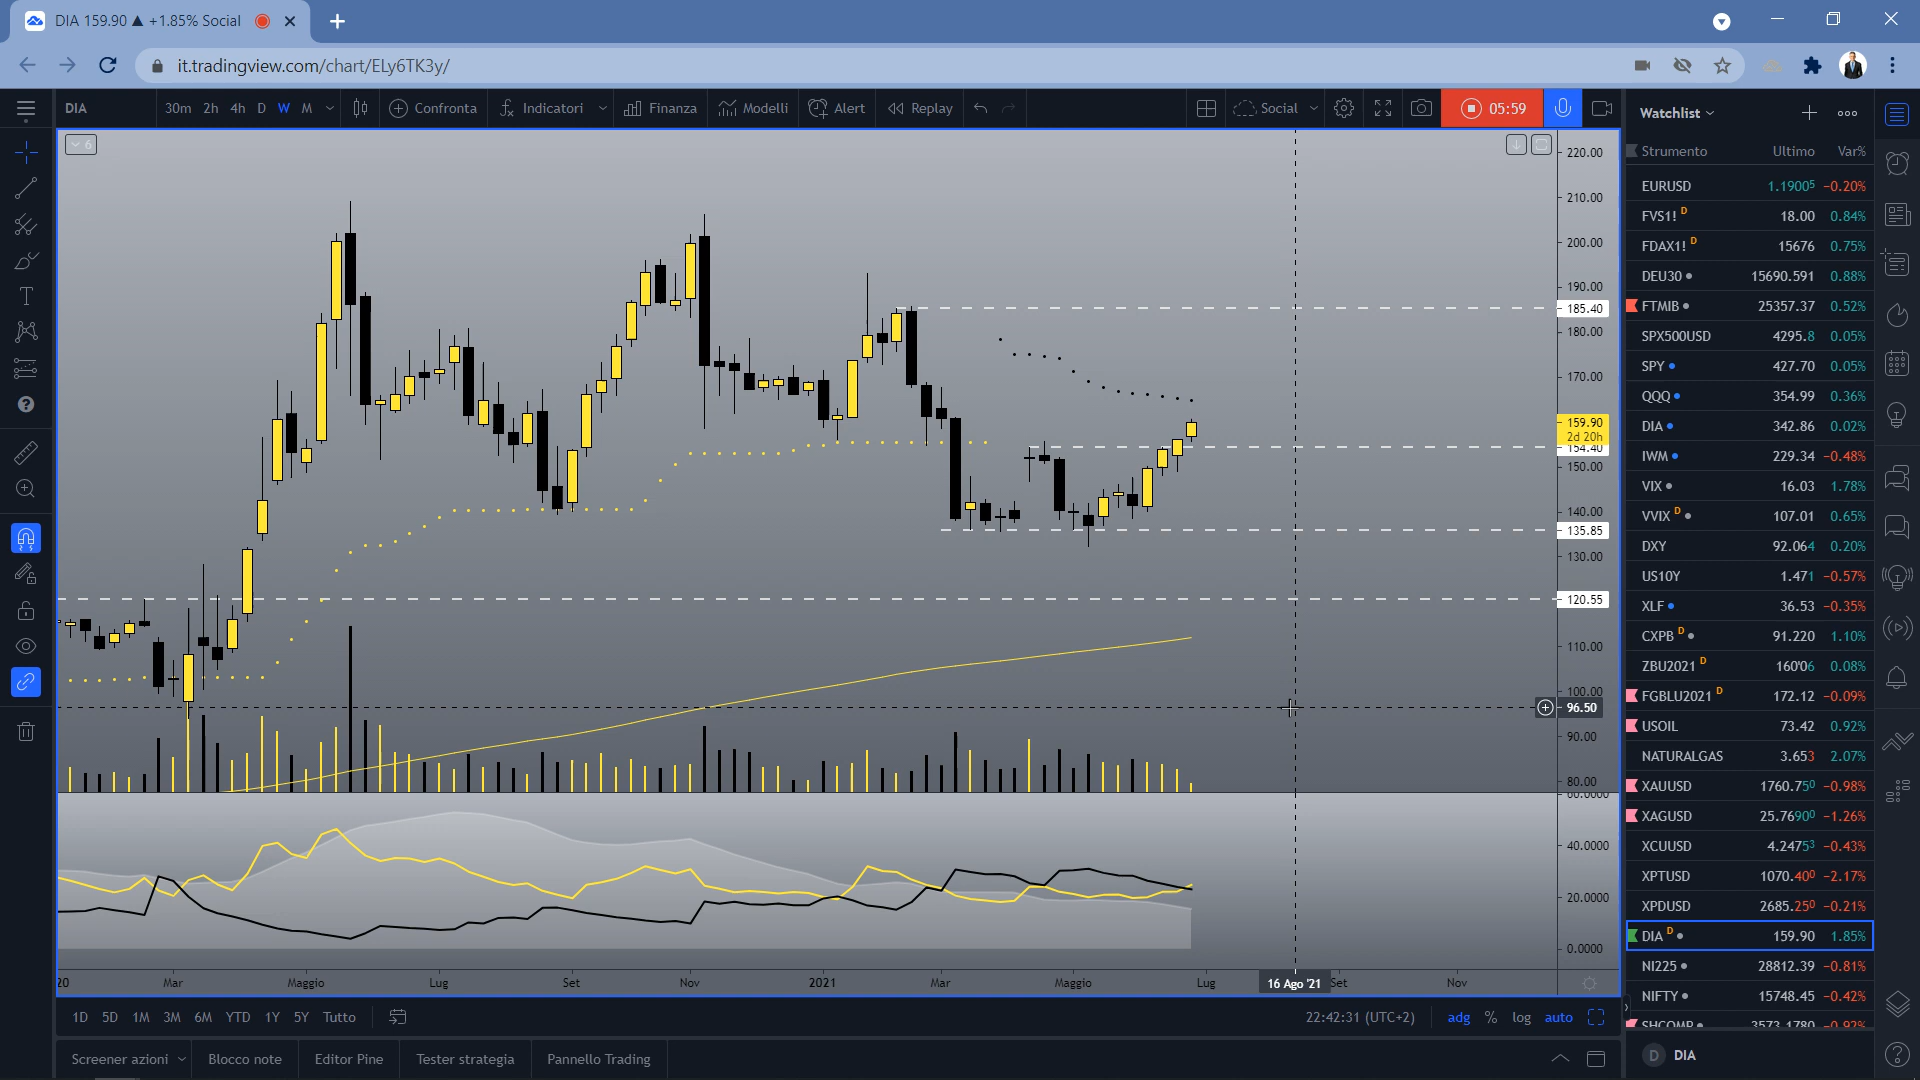 DIA 159.90 ▲ +1.85% Social
it.tradingview.com/chart/ELy6TK3y/
DIA 30m 2h 4h D W M Confronta Indicatori Finanza Modelli Alert Replay Social 05:59
Watchlist
Strumento Ultimo Var%
EURUSD 1.19005 −0.20%
FVS1! D 18.00 0.84%
FDAX1! D 15676 0.75%
DEU30 15690.591 0.88%
FTMIB 25357.37 0.52%
SPX500USD 4295.8 0.05%
SPY 427.70 0.05%
QQQ 354.99 0.36%
DIA 342.86 0.02%
IWM 229.34 −0.48%
VIX 16.03 1.78%
VVIX D 107.01 0.65%
DXY 92.064 0.20%
US10Y 1.471 −0.57%
XLF 36.53 −0.35%
CXPB D 91.220 1.10%
ZBU2021 D 160'06 0.08%
FGBLU2021 D 172.12 −0.09%
USOIL 73.42 0.92%
NATURALGAS 3.653 2.07%
XAUUSD 1760.750 −0.98%
XAGUSD 25.76900 −1.26%
XCUUSD 4.24753 −0.43%
XPTUSD 1070.400 −2.17%
XPDUSD 2685.250 −0.21%
DIA D 159.90 1.85%
NI225 28812.39 −0.81%
NIFTY 15748.45 −0.42%
SHCOMP 3573.1780 −0.92%
D DIA
6
220.00
210.00
200.00
190.00
185.40
180.00
170.00
159.90
2d 20h
154.40
150.00
140.00
135.85
130.00
120.55
110.00
100.00
96.50
90.00
80.00
60.0000
40.0000
20.0000
0.0000
20 Mar Maggio Lug Set Nov 2021 Mar Maggio Lug 16 Ago '21 Set Nov
1D 5D 1M 3M 6M YTD 1Y 5Y Tutto 22:42:31 (UTC+2) adg % log auto
Screener azioni Blocco note Editor Pine Tester strategia Pannello Trading